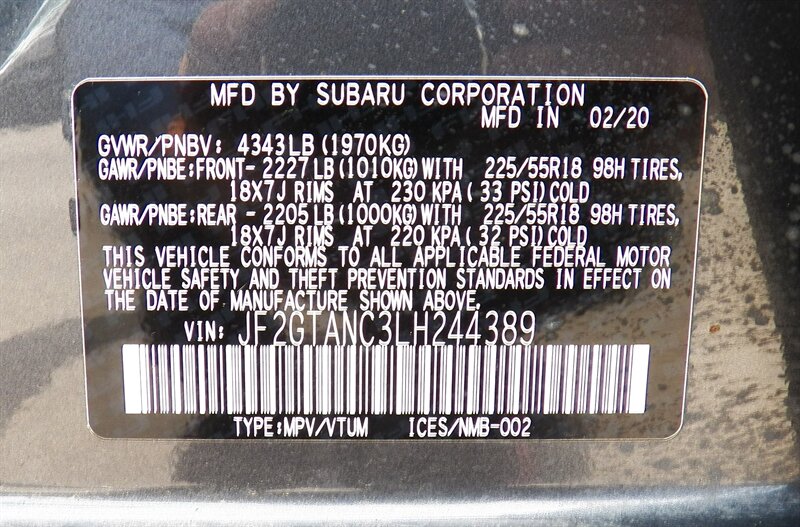 MFD BY SUBARU CORPORATION
MFD IN 02/20
GVWR/PNBV: 4343LB(1970KG)
GAWR/PNBE:FRONT- 2227LB(1010KG)WITH 225/55R18 98H TIRES,
18X7J RIMS AT 230 KPA( 33 PSI)COLD
GAWR/PNBE:REAR - 2205LB(1000KG)WITH 225/55R18 98H TIRES,
18X7J RIMS AT 220 KPA( 32 PSI)COLD
THIS VEHICLE CONFORMS TO ALL APPLICABLE FEDERAL MOTOR
VEHICLE SAFETY AND THEFT PREVENTION STANDARDS IN EFFECT ON
THE DATE OF MANUFACTURE SHOWN ABOVE.
VIN: JF2GTANC3LH244389
TYPE:MPV/VTUM ICES/NMB-002